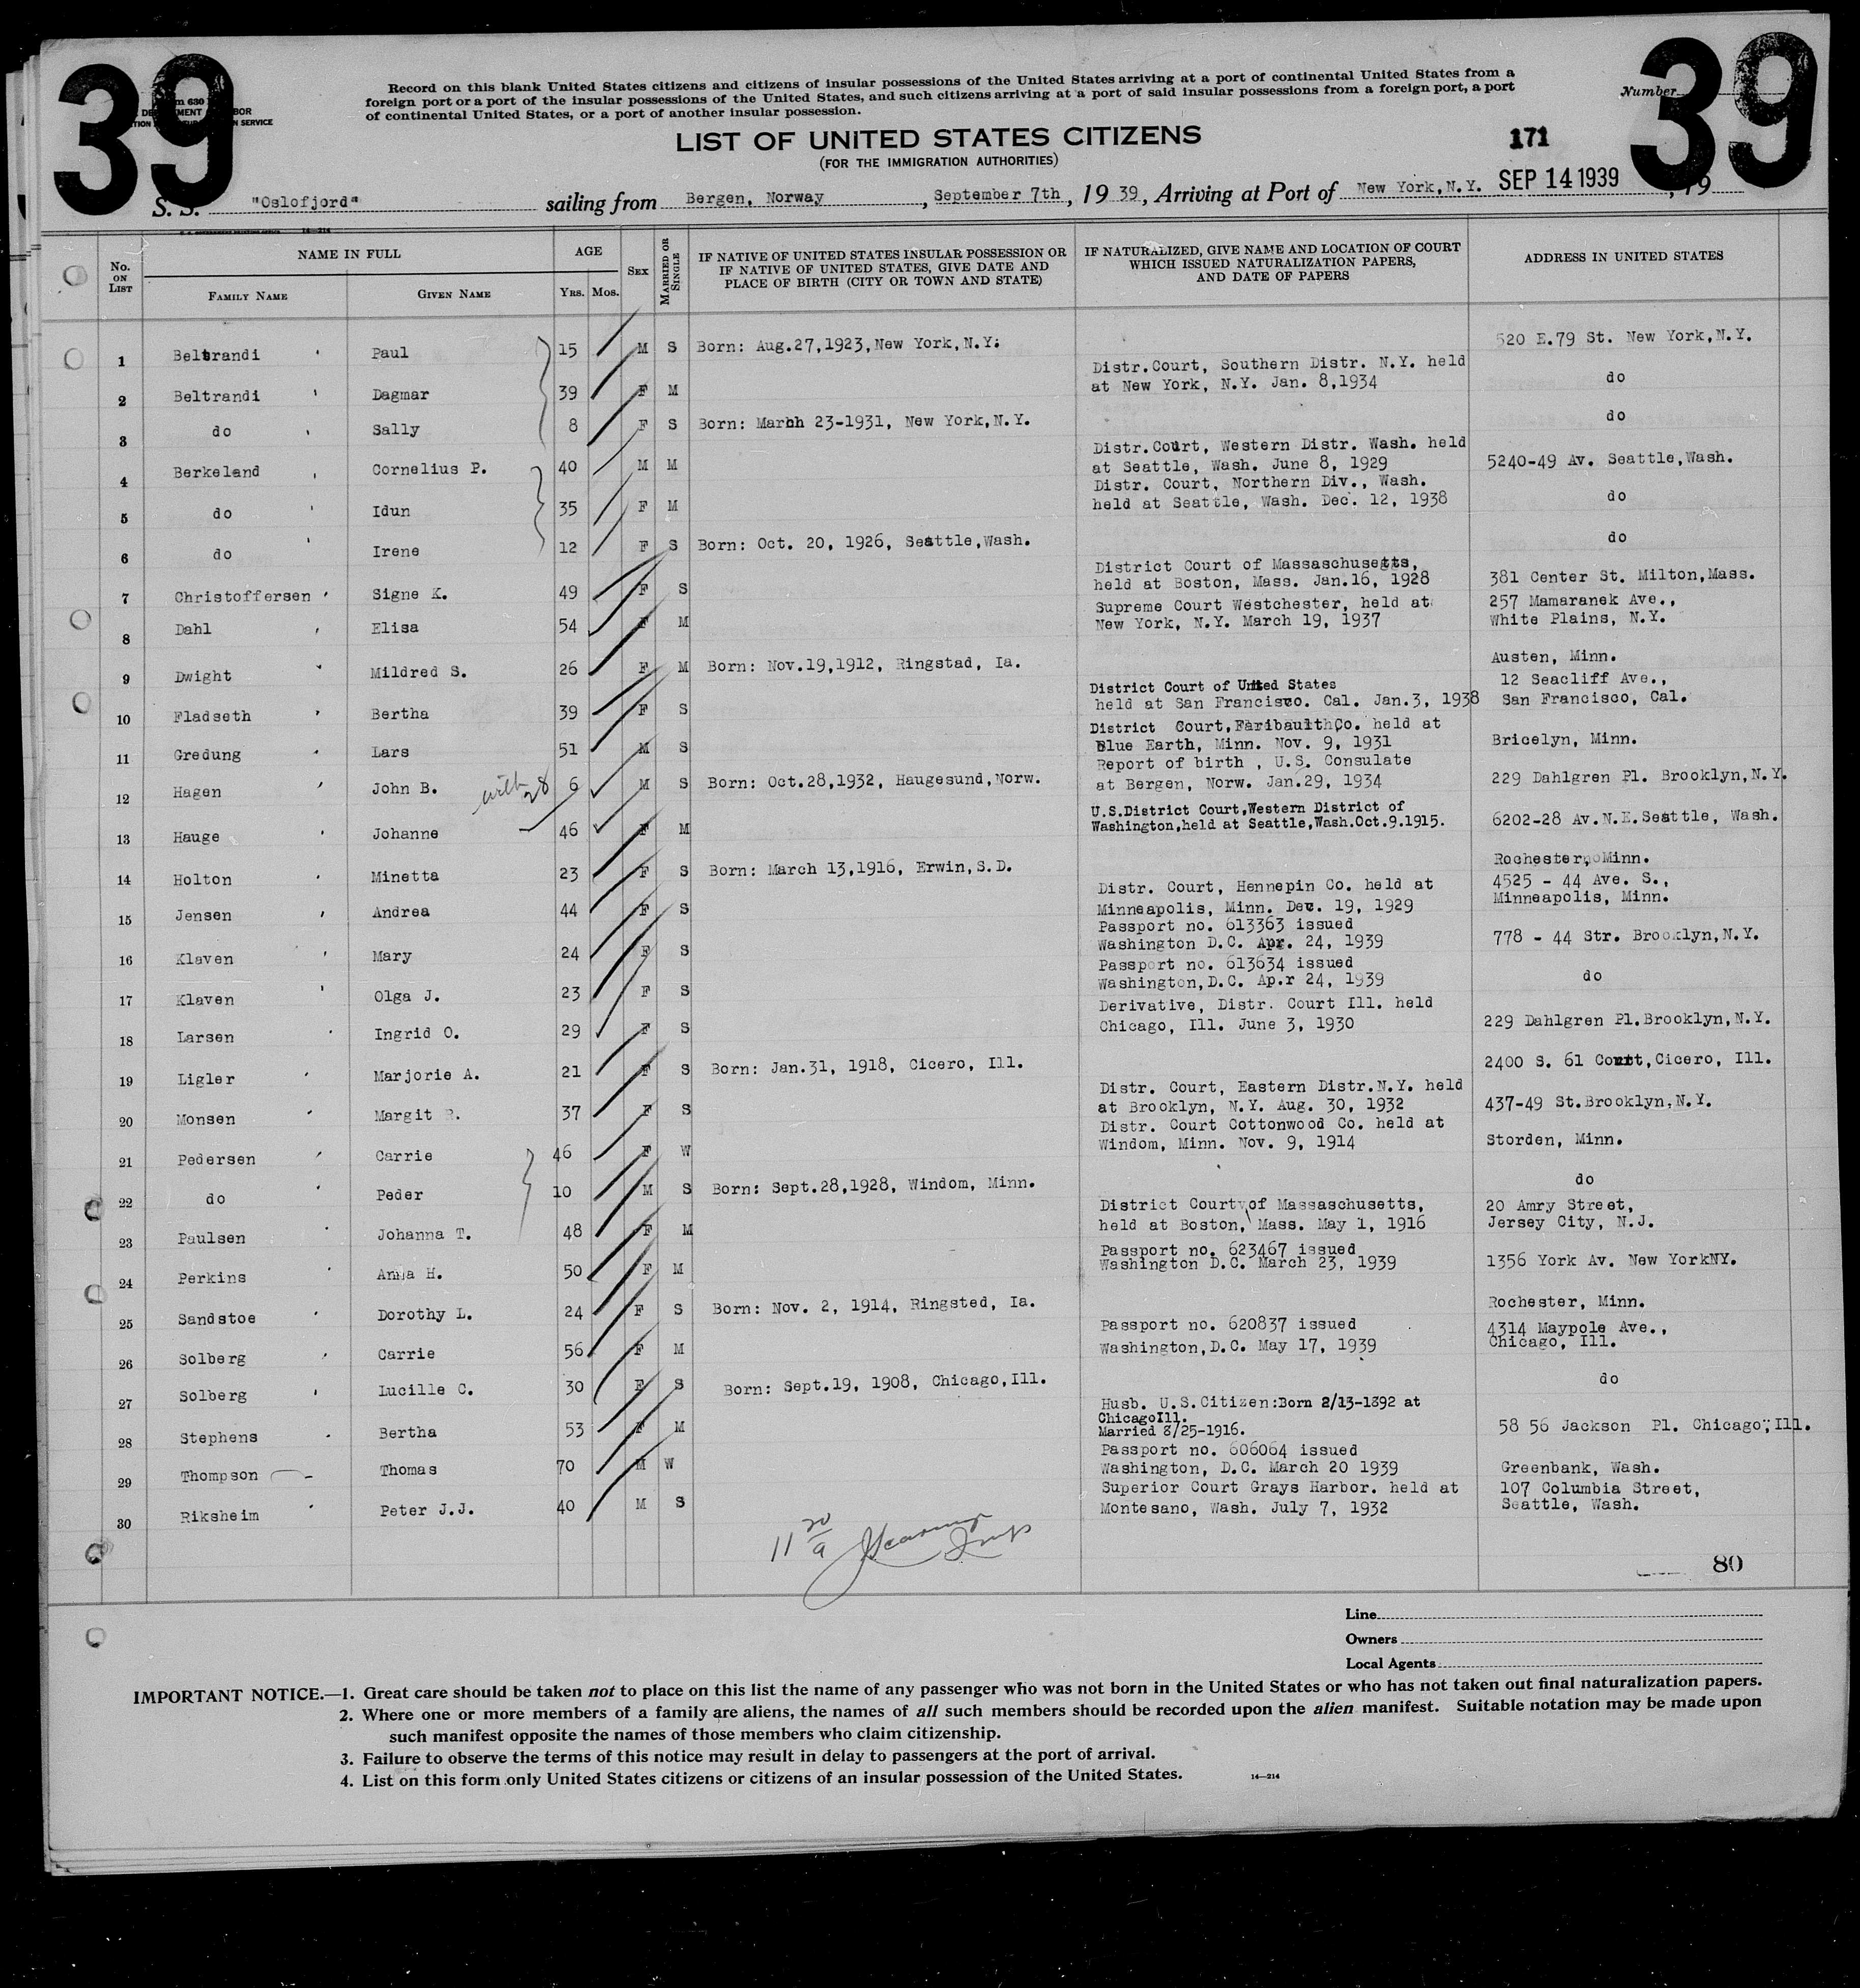 39
39
Record on this blank United States citizens and citizens of insular possessions of the United States arriving at a port of continental United States from a
foreign port or a port of the insular possessions of the United States, and such citizens arriving at a port of said insular possessions from a foreign port, a port
of continental United States, or a port of another insular possession.
Number
LIST OF UNITED STATES CITIZENS
(FOR THE IMMIGRATION AUTHORITIES)
171
S. S. "Oslofjord" sailing from Bergen, Norway, September 7th, 19 39, Arriving at Port of New York, N.Y. SEP 14 1939, 19
No. ON LIST
NAME IN FULL
FAMILY NAME
GIVEN NAME
AGE
YRS. MOS.
SEX
MARRIED OR SINGLE
IF NATIVE OF UNITED STATES INSULAR POSSESSION OR
IF NATIVE OF UNITED STATES, GIVE DATE AND
PLACE OF BIRTH (CITY OR TOWN AND STATE)
IF NATURALIZED, GIVE NAME AND LOCATION OF COURT
WHICH ISSUED NATURALIZATION PAPERS,
AND DATE OF PAPERS
ADDRESS IN UNITED STATES
1 Beltrandi Paul 15 M S Born: Aug.27,1923,New York,N.Y. 520 E.79 St. New York,N.Y.
2 Beltrandi Dagmar 39 F M Distr.Court, Southern Distr. N.Y. held
at New York, N.Y. Jan. 8,1934 do
3 do Sally 8 F S Born: Marhh 23-1931, New York,N.Y. do
4 Berkeland Cornelius P. 40 M M Distr.Court, Western Distr. Wash. held
at Seattle, Wash. June 8, 1929 5240-49 Av. Seattle,Wash.
5 do Idun 35 F M Distr. Court, Northern Div., Wash.
held at Seattle, Wash. Dec. 12, 1938 do
6 do Irene 12 F S Born: Oct. 20, 1926, Seattle,Wash. do
7 Christoffersen Signe K. 49 F S District Court of Massaschusetts,
held at Boston, Mass. Jan.16, 1928 381 Center St. Milton,Mass.
8 Dahl Elisa 54 F M Supreme Court Westchester, held at
New York, N.Y. March 19, 1937 257 Mamaranek Ave.,
White Plains, N.Y.
9 Dwight Mildred S. 26 F M Born: Nov.19,1912, Ringstad, Ia. Austen, Minn.
10 Fladseth Bertha 39 F S District Court of United States
held at San Francisco. Cal. Jan.3, 1938 12 Seacliff Ave.,
San Francisco, Cal.
11 Gredung Lars 51 M S District Court,Faribault Co. held at
Blue Earth, Minn. Nov. 9, 1931 Bricelyn, Minn.
12 Hagen John B. with 28 6 M S Born: Oct.28,1932, Haugesund,Norw. Report of birth , U.S. Consulate
at Bergen, Norw. Jan.29, 1934 229 Dahlgren Pl. Brooklyn,N.Y.
13 Hauge Johanne 46 F M U.S.District Court,Western District of
Washington,held at Seattle,Wash.Oct.9.1915. 6202-28 Av.N.E.Seattle, Wash.
14 Holton Minetta 23 F S Born: March 13,1916, Erwin,S.D. Rochester, Minn.
15 Jensen Andrea 44 F S Distr. Court, Hennepin Co. held at
Minneapolis, Minn. Dec. 19, 1929 4525 - 44 Ave. S.,
Minneapolis, Minn.
16 Klaven Mary 24 F S Passport no. 613363 issued
Washington D.C. Apr. 24, 1939 778 - 44 Str. Brooklyn,N.Y.
17 Klaven Olga J. 23 F S Passport no. 613634 issued
Washington,D.C. Ap.r 24, 1939 do
18 Larsen Ingrid O. 29 F S Derivative, Distr. Court Ill. held
Chicago, Ill. June 3, 1930 229 Dahlgren Pl.Brooklyn,N.Y.
19 Ligler Marjorie A. 21 F S Born: Jan.31, 1918, Cicero, Ill. 2400 S. 61 Court,Cicero, Ill.
20 Monsen Margit R. 37 F S Distr. Court, Eastern Distr.N.Y. held
at Brooklyn, N.Y. Aug. 30, 1932 437-49 St.Brooklyn,N.Y.
21 Pedersen Carrie 46 F W Distr. Court Cottonwood Co. held at
Windom, Minn. Nov. 9, 1914 Storden, Minn.
22 do Peder 10 M S Born: Sept.28,1928, Windom, Minn. do
23 Paulsen Johanna T. 48 F M District Court of Massaschusetts,
held at Boston, Mass. May 1, 1916 20 Amry Street,
Jersey City, N.J.
24 Perkins Anna H. 50 F M Passport no. 623467 issued
Washington D.C. March 23, 1939 1356 York Av. New YorkNY.
25 Sandstoe Dorothy L. 24 F S Born: Nov. 2, 1914, Ringsted, Ia. Rochester, Minn.
26 Solberg Carrie 56 F M Passport no. 620837 issued
Washington,D.C. May 17, 1939 4314 Maypole Ave.,
Chicago, Ill.
27 Solberg Lucille C. 30 F S Born: Sept.19, 1908, Chicago,Ill. do
28 Stephens Bertha 53 F M Husb. U.S.Citizen:Born 2/13-1892 at
ChicagoIll.
Married 8/25-1916. 58 56 Jackson Pl. Chicago, Ill.
29 Thompson Thomas 70 M W Passport no. 606064 issued
Washington, D.C. March 20 1939 Greenbank, Wash.
30 Riksheim Peter J.J. 40 M S Superior Court Grays Harbor. held at
Montesano, Wash. July 7, 1932 107 Columbia Street,
Seattle, Wash.
11 20/9
80
Line
Owners
Local Agents
IMPORTANT NOTICE.—1. Great care should be taken not to place on this list the name of any passenger who was not born in the United States or who has not taken out final naturalization papers.
2. Where one or more members of a family are aliens, the names of all such members should be recorded upon the alien manifest. Suitable notation may be made upon
such manifest opposite the names of those members who claim citizenship.
3. Failure to observe the terms of this notice may result in delay to passengers at the port of arrival.
4. List on this form only United States citizens or citizens of an insular possession of the United States. 14—214